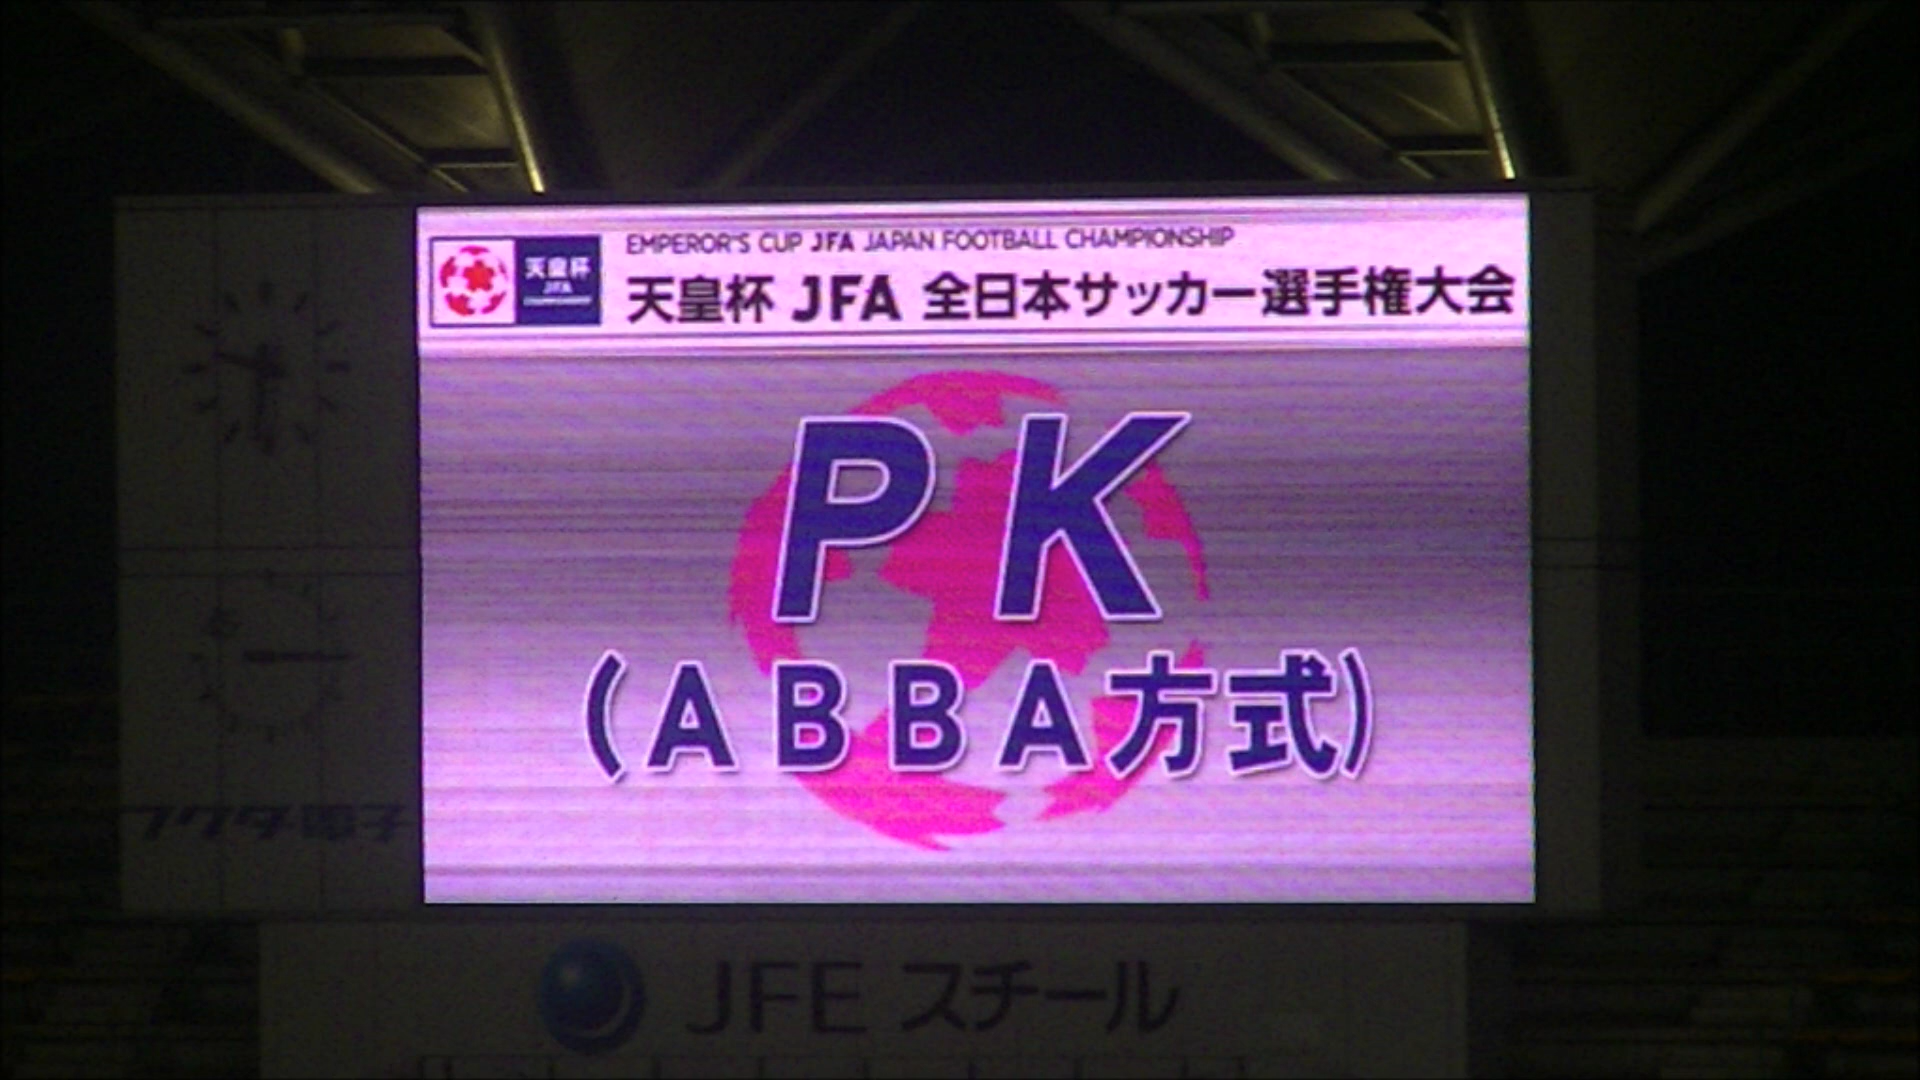 EMPEROR'S CUP JFA JAPAN FOOTBALL CHAMPIONSHIP
天皇杯 JFA 全日本サッカー選手権大会
天皇杯
JFA
CHAMPIONSHIP
PK
(ABBA方式)
JFE スチール